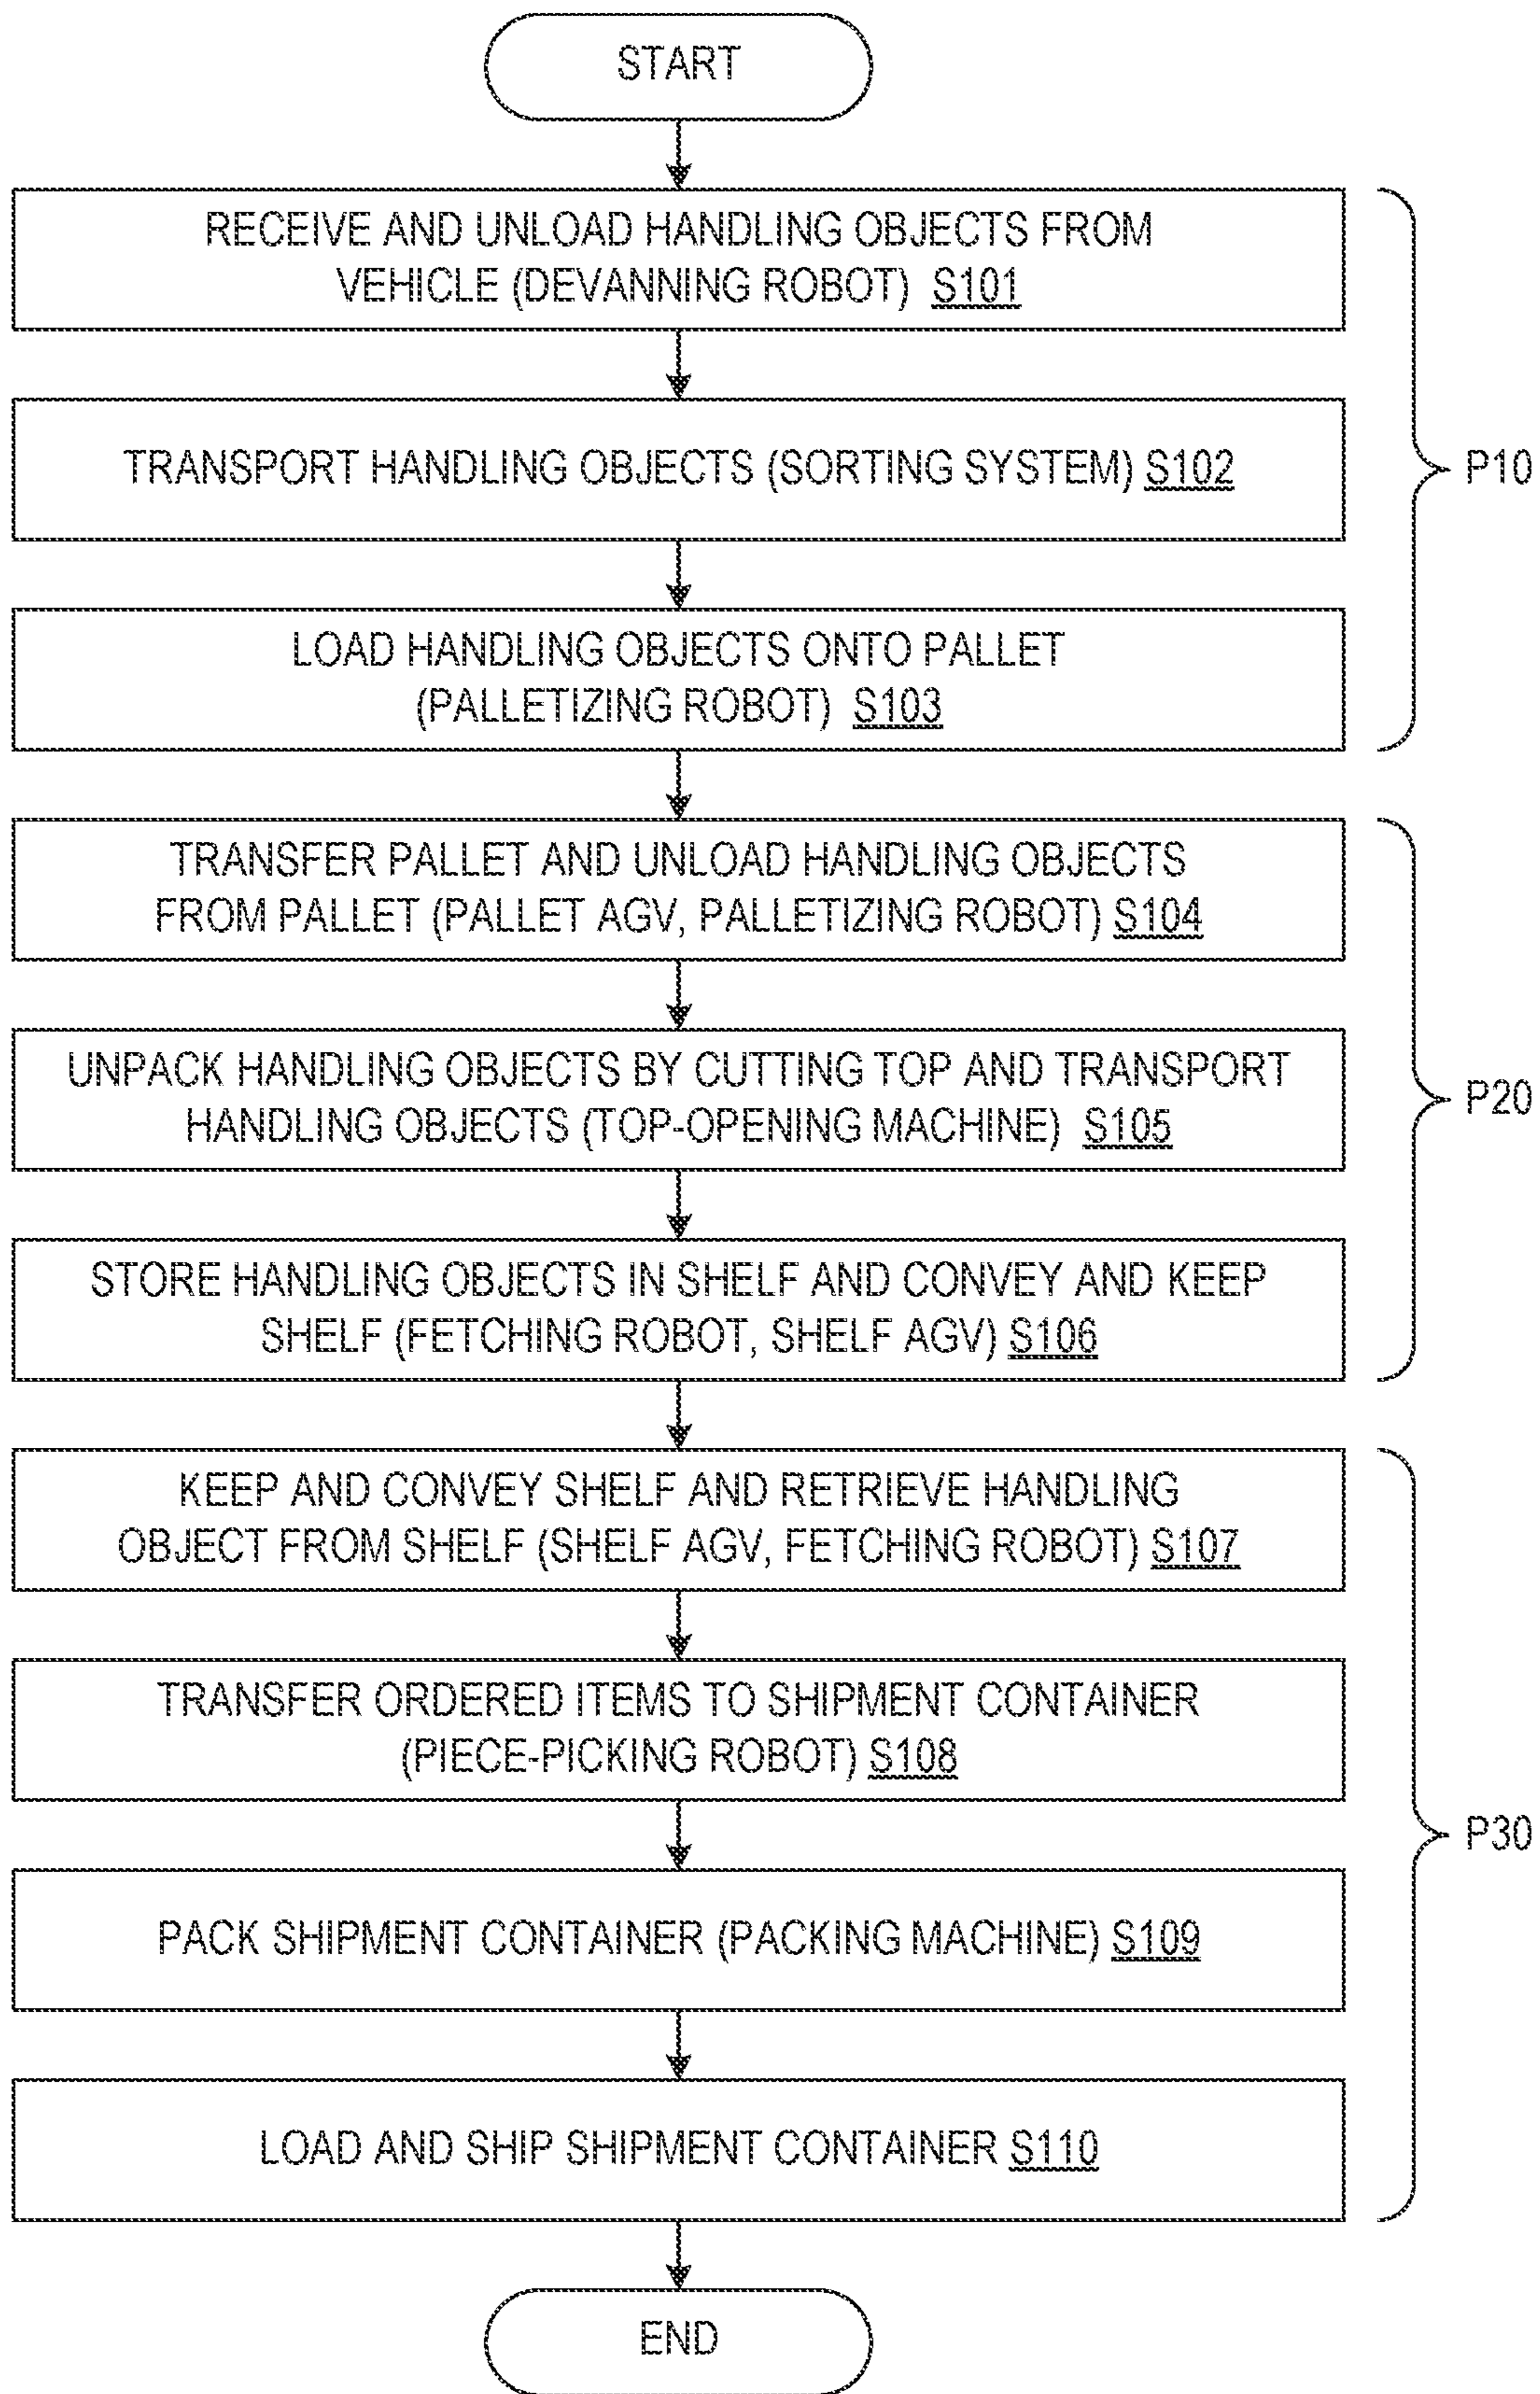 START
RECEIVE AND UNLOAD HANDLING OBJECTS FROM
VEHICLE (DEVANNING ROBOT) S101
TRANSPORT HANDLING OBJECTS (SORTING SYSTEM) S102
P10
LOAD HANDLING OBJECTS ONTO PALLET
(PALLETIZING ROBOT) S103
TRANSFER PALLET AND UNLOAD HANDLING OBJECTS
FROM PALLET (PALLET AGV, PALLETIZING ROBOT) S104
UNPACK HANDLING OBJECTS BY CUTTING TOP AND TRANSPORT
HANDLING OBJECTS (TOP-OPENING MACHINE) S105
P20
STORE HANDLING OBJECTS IN SHELF AND CONVEY AND KEEP
SHELF (FETCHING ROBOT, SHELF AGV) S106
KEEP AND CONVEY SHELF AND RETRIEVE HANDLING
OBJECT FROM SHELF (SHELF AGV, FETCHING ROBOT) S107
TRANSFER ORDERED ITEMS TO SHIPMENT CONTAINER
(PIECE-PICKING ROBOT) S108
P30
PACK SHIPMENT CONTAINER (PACKING MACHINE) S109
LOAD AND SHIP SHIPMENT CONTAINER S110
END